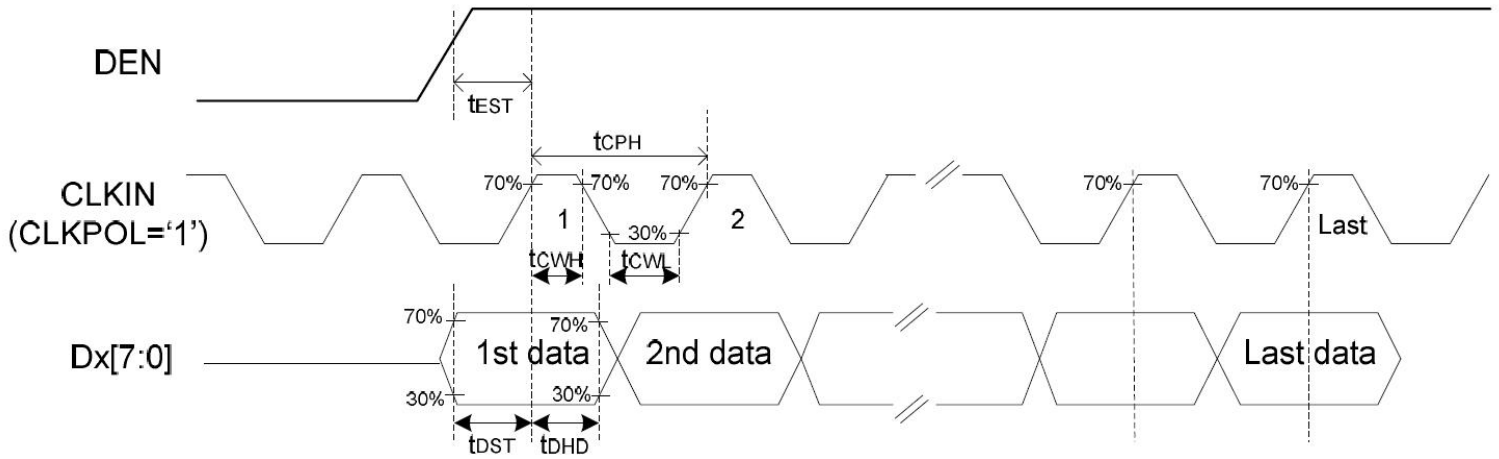 DEN
tEST
tCPH
CLKIN
(CLKPOL=‘1’)
70% 70% 70% 70% 70%
1 2 Last
30%
tCWH tCWL
Dx[7:0]
70% 70%
1st data 2nd data Last data
30% 30%
tDST tDHD